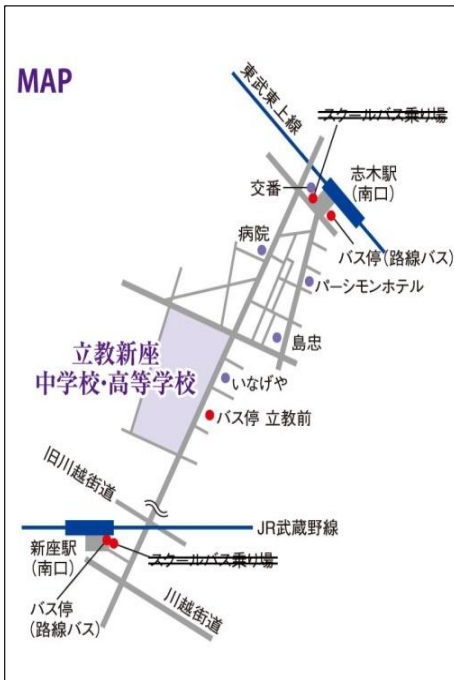 MAP
東武東上線
スクールバス乗り場
志木駅
(南口)
交番
病院
バス停(路線バス)
パーシモンホテル
島忠
立教新座
中学校・高等学校
いなげや
バス停 立教前
旧川越街道
JR武蔵野線
新座駅
(南口)
スクールバス乗り場
バス停
(路線バス)
川越街道